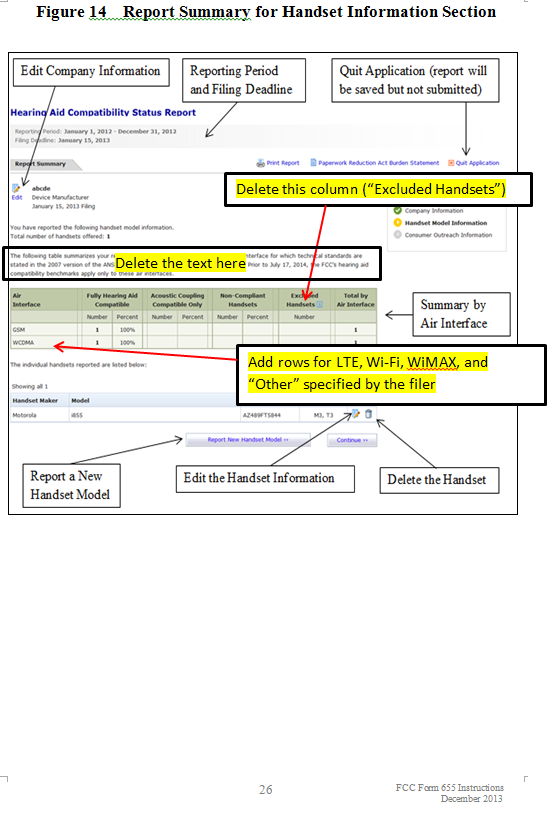 Figure 14 Report Summary for Handset Information Section
Edit Company Information
Reporting Period
and Filing Deadline
Quit Application (report will
be saved but not submitted)
Hearing Aid Compatibility Status Report
Reporting Period: January 1, 2012 - December 31, 2012
Filing Deadline: January 15, 2013
Report Summary
Print Report
Paperwork Reduction Act Burden Statement
Quit Application
Delete this column (“Excluded Handsets”)
Edit
abcde
Device Manufacturer
January 15, 2013 Filing
Company Information
Handset Model Information
Consumer Outreach Information
You have reported the following handset model information.
Total number of handsets offered: 1
The following table summarizes your
interface for which technical standards are
stated in the 2007 version of the ANS
Prior to July 17, 2014, the FCC's hearing aid
compatibility benchmarks apply only to these air interfaces.
Delete the text here
Air
Interface
Fully Hearing Aid
Compatible
Acoustic Coupling
Compatible Only
Non-Compliant
Handsets
Excluded
Handsets
Total by
Air Interface
Number Percent Number Percent Number Percent Number
GSM 1 100% 1
WCDMA 1 100% 1
Summary by
Air Interface
Add rows for LTE, Wi-Fi, WiMAX, and
“Other” specified by the filer
The individual handsets reported are listed below:
Showing all 1
Handset Maker Model
Motorola i855 AZ489FT5844 M3, T3
Report New Handset Model >>
Continue >>
Report a New
Handset Model
Edit the Handset Information
Delete the Handset
26
FCC Form 655 Instructions
December 2013